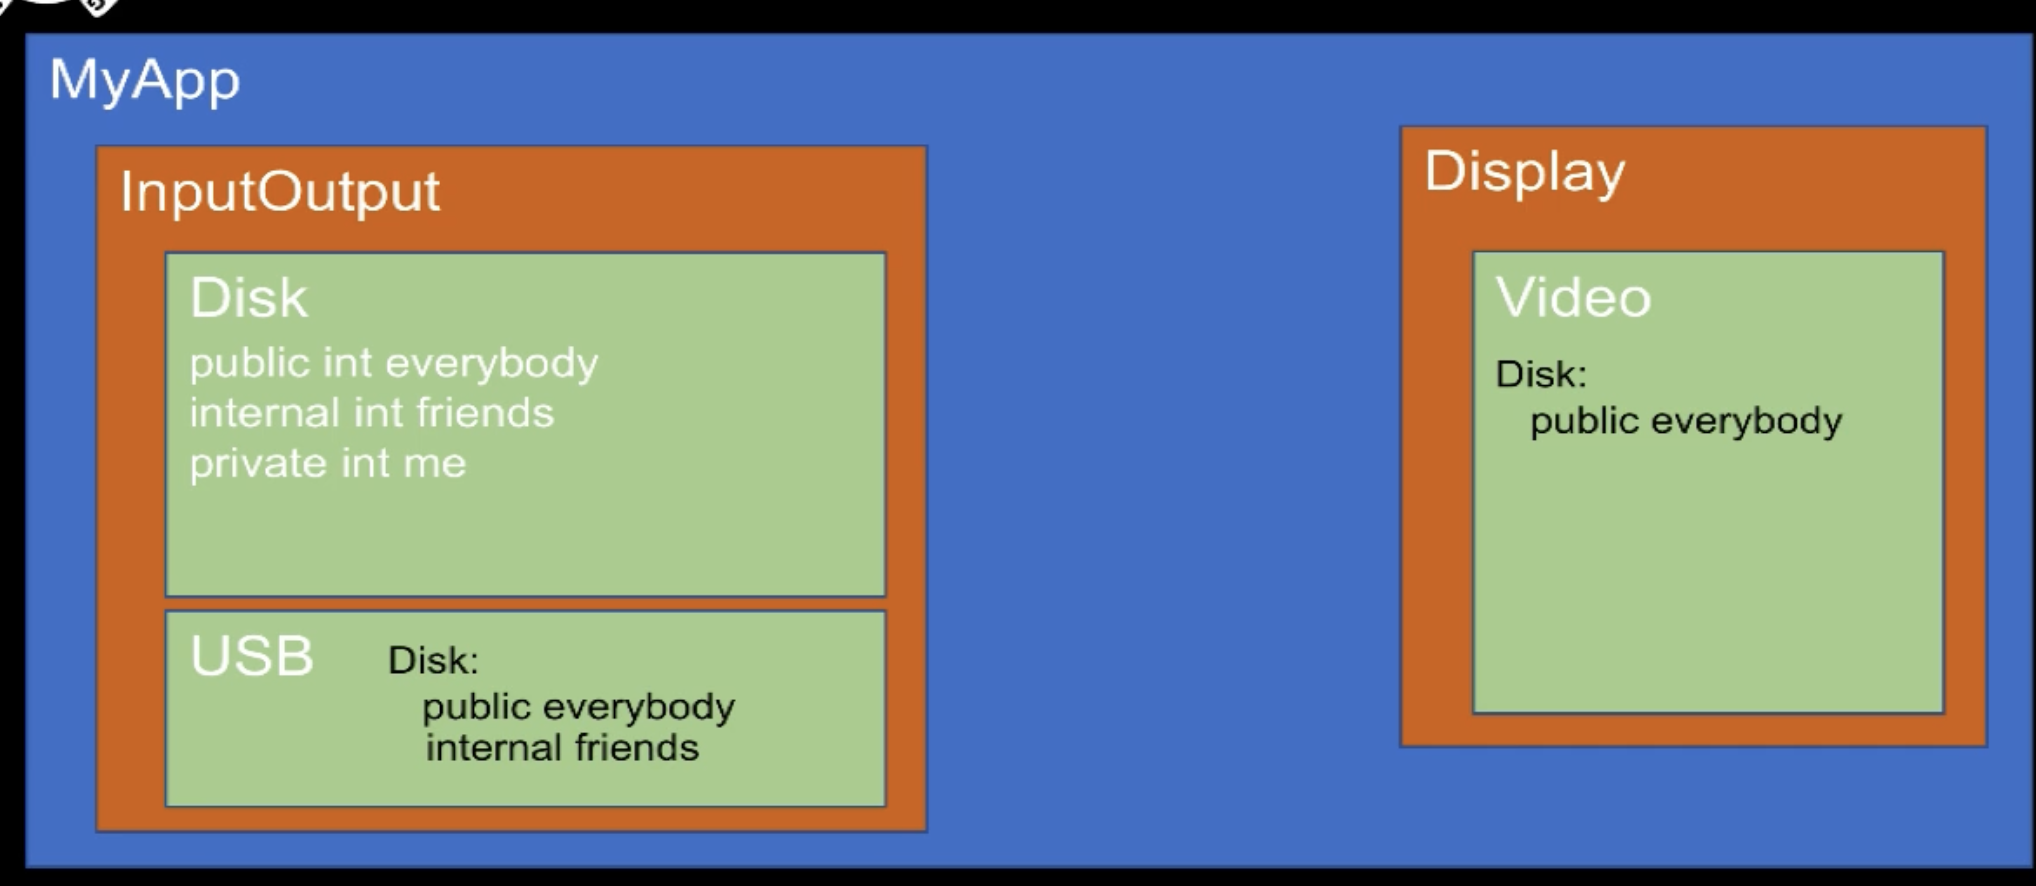 MyApp
InputOutput
Disk
public int everybody
internal int friends
private int me
USB
Disk:
public everybody
internal friends
Display
Video
Disk:
public everybody